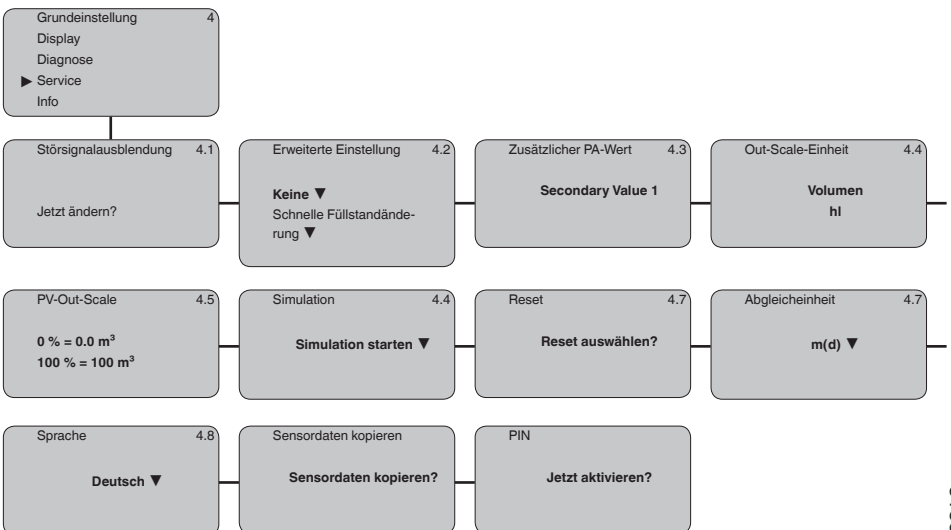 Grundeinstellung 4
Display
Diagnose
▶ Service
Info
Störsignalausblendung 4.1
Jetzt ändern?
Erweiterte Einstellung 4.2
Keine ▼
Schnelle Füllstandände-
rung ▼
Zusätzlicher PA-Wert 4.3
Secondary Value 1
Out-Scale-Einheit 4.4
Volumen
hl
PV-Out-Scale 4.5
0 % = 0.0 m³
100 % = 100 m³
Simulation 4.4
Simulation starten ▼
Reset 4.7
Reset auswählen?
Abgleicheinheit 4.7
m(d) ▼
Sprache 4.8
Deutsch ▼
Sensordaten kopieren
Sensordaten kopieren?
PIN
Jetzt aktivieren?